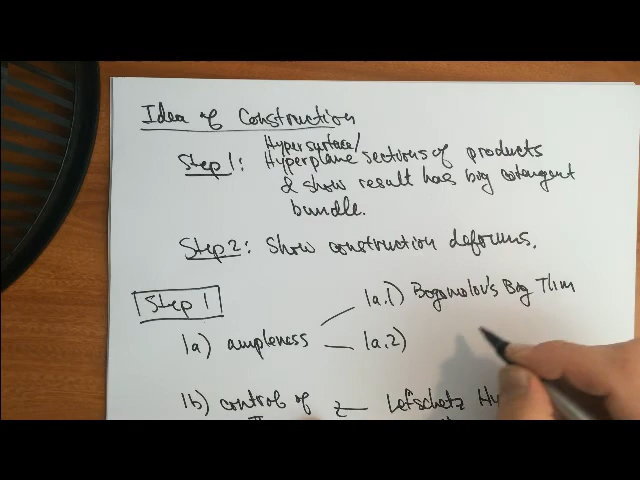 Idea of Construction
Hypersurface/
Step 1: Hyperplane sections of products
& show result has big cotangent
bundle.
Step 2: Show construction deforms.
Step 1
1a.1) Bogomolov's Big Thm
1a) ampleness
1a.2)
1b) control of Lefschetz